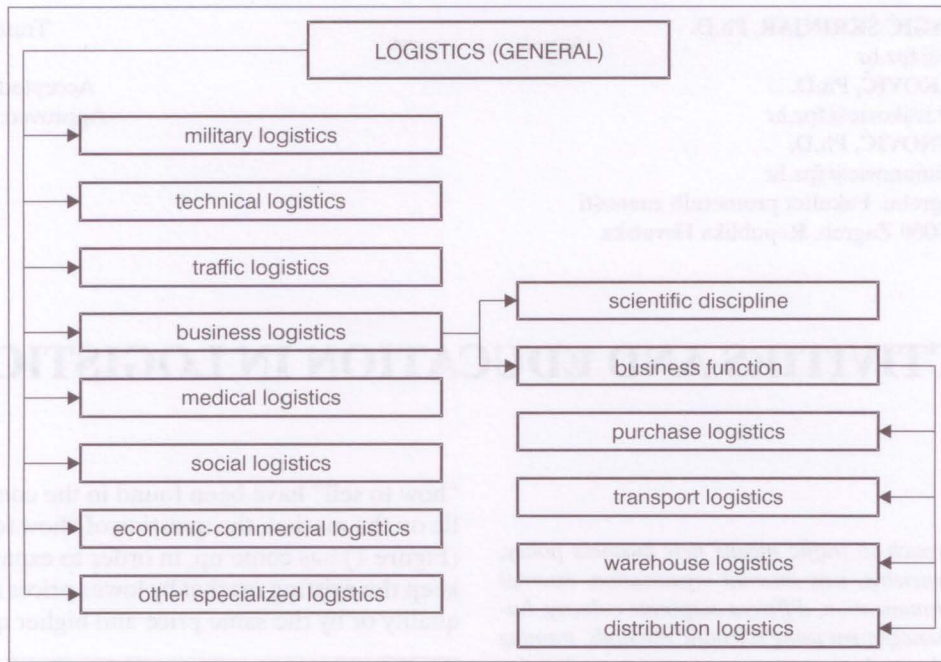 LOGISTICS (GENERAL)
military logistics
technical logistics
traffic logistics
business logistics
medical logistics
social logistics
economic-commercial logistics
other specialized logistics
scientific discipline
business function
purchase logistics
transport logistics
warehouse logistics
distribution logistics